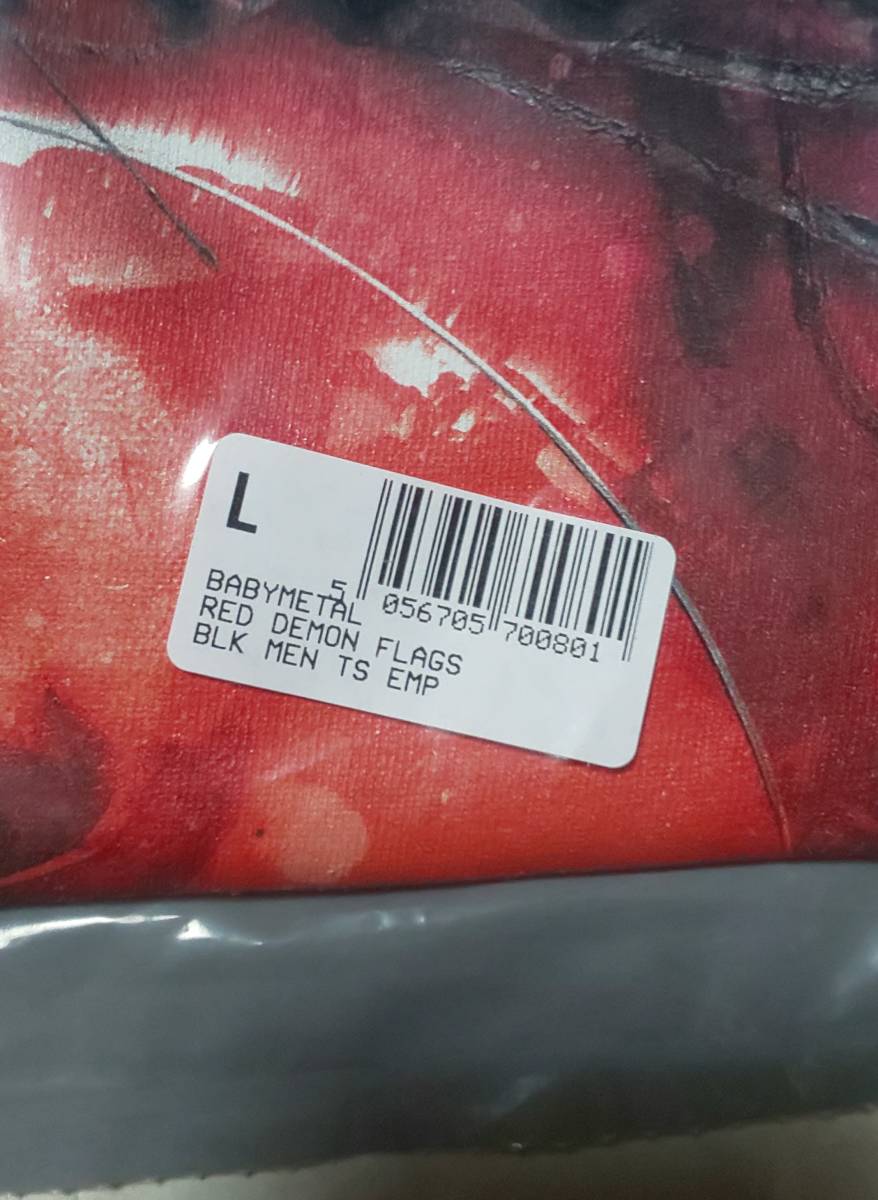 L
5 056705 700801
BABYMETAL
RED DEMON FLAGS
BLK MEN TS EMP